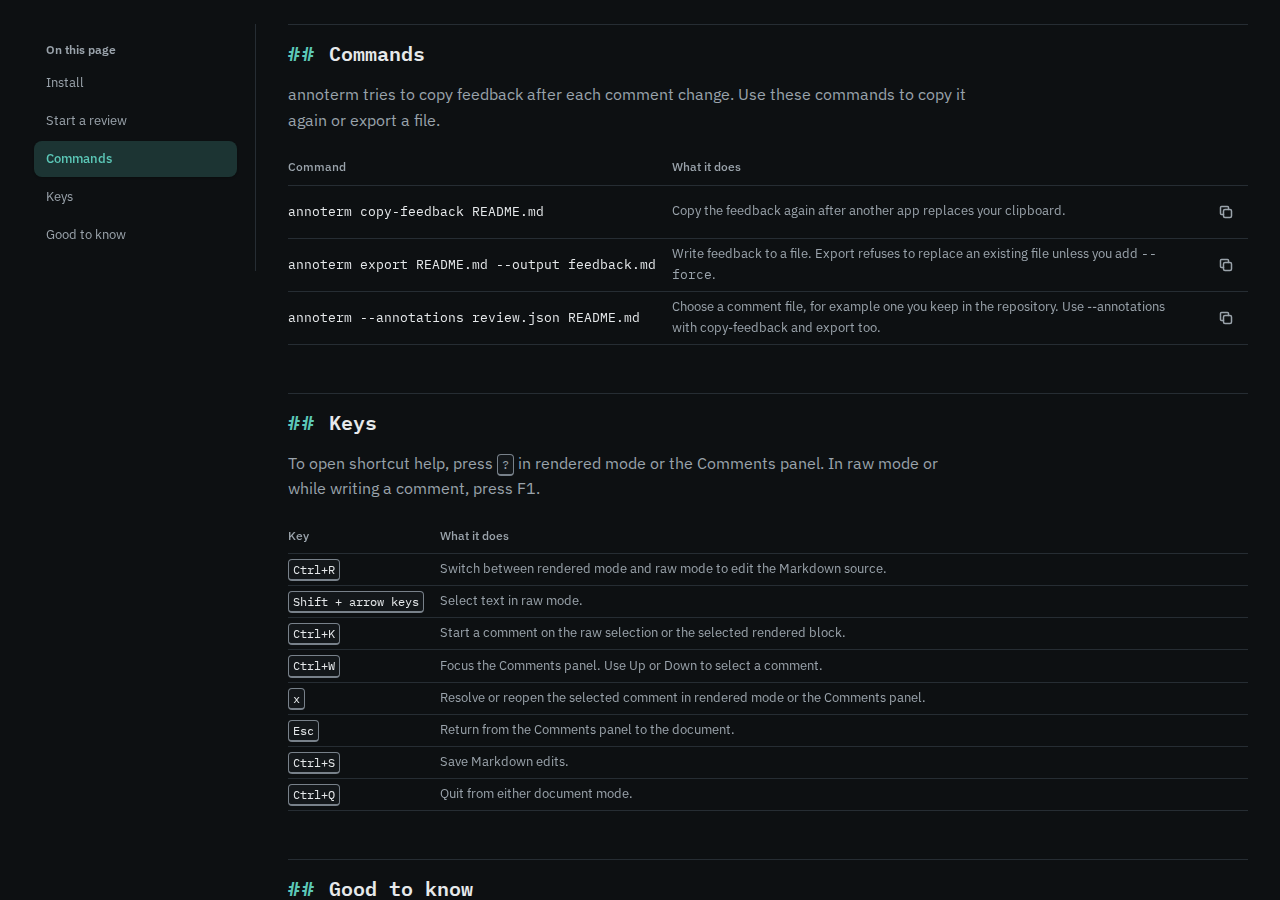 On this page
Install
Start a review
Commands
Keys
Good to know
## Commands
annoterm tries to copy feedback after each comment change. Use these commands to copy it
again or export a file.
Command What it does
annoterm copy-feedback README.md Copy the feedback again after another app replaces your clipboard.
annoterm export README.md --output feedback.md Write feedback to a file. Export refuses to replace an existing file unless you add --
force.
annoterm --annotations review.json README.md Choose a comment file, for example one you keep in the repository. Use --annotations
with copy-feedback and export too.
## Keys
To open shortcut help, press ? in rendered mode or the Comments panel. In raw mode or
while writing a comment, press F1.
Key What it does
Ctrl+R Switch between rendered mode and raw mode to edit the Markdown source.
Shift + arrow keys Select text in raw mode.
Ctrl+K Start a comment on the raw selection or the selected rendered block.
Ctrl+W Focus the Comments panel. Use Up or Down to select a comment.
x Resolve or reopen the selected comment in rendered mode or the Comments panel.
Esc Return from the Comments panel to the document.
Ctrl+S Save Markdown edits.
Ctrl+Q Quit from either document mode.
## Good to know